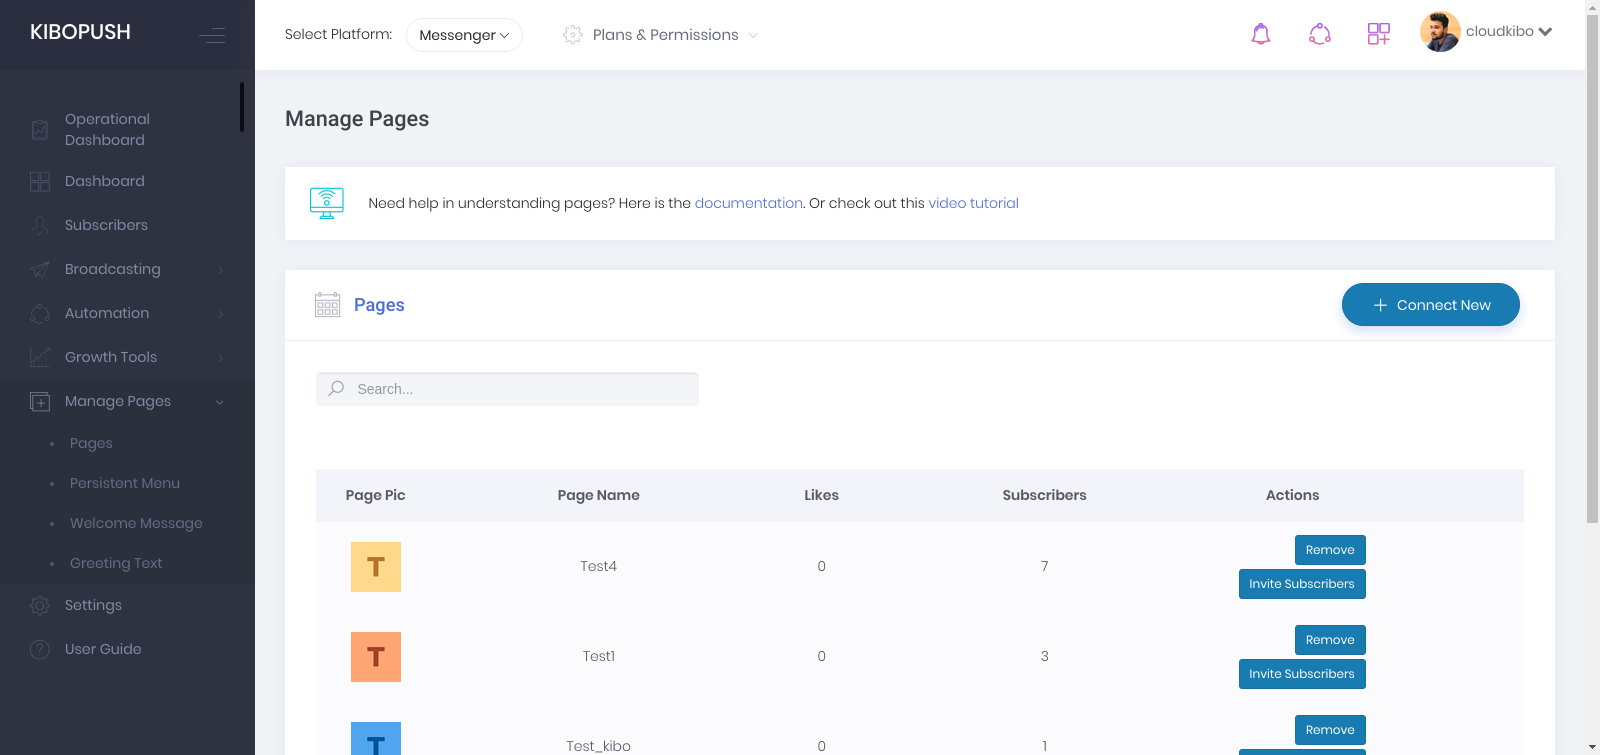 KIBOPUSH
Select Platform: Messenger
Plans & Permissions
cloudkibo
Operational
Dashboard
Dashboard
Subscribers
Broadcasting
Automation
Growth Tools
Manage Pages
Pages
Persistent Menu
Welcome Message
Greeting Text
Settings
User Guide
Manage Pages
Need help in understanding pages? Here is the documentation. Or check out this video tutorial
Pages
Connect New
Search...
Page Pic Page Name Likes Subscribers Actions
T Test4 0 7 Remove
Invite Subscribers
T Test1 0 3 Remove
Invite Subscribers
T Test_kibo 0 1 Remove